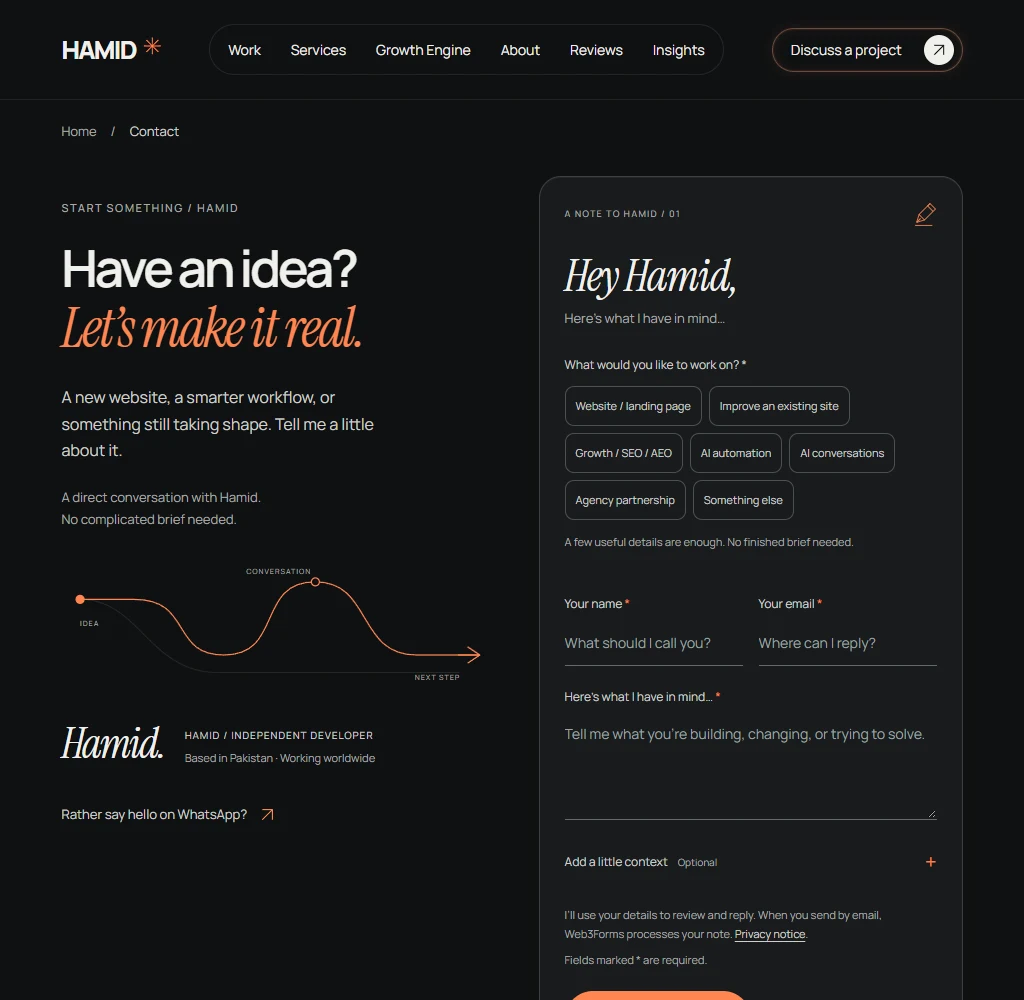 HAMID
Work
Services
Growth Engine
About
Reviews
Insights
Discuss a project
Home / Contact
START SOMETHING / HAMID
Have an idea?
Let's make it real.
A new website, a smarter workflow, or
something still taking shape. Tell me a little
about it.
A direct conversation with Hamid.
No complicated brief needed.
CONVERSATION
IDEA
NEXT STEP
Hamid.
HAMID / INDEPENDENT DEVELOPER
Based in Pakistan · Working worldwide
Rather say hello on WhatsApp?
A NOTE TO HAMID / 01
Hey Hamid,
Here's what I have in mind…
What would you like to work on? *
Website / landing page
Improve an existing site
Growth / SEO / AEO
AI automation
AI conversations
Agency partnership
Something else
A few useful details are enough. No finished brief needed.
Your name *
Your email *
What should I call you?
Where can I reply?
Here's what I have in mind… *
Tell me what you're building, changing, or trying to solve.
Add a little context Optional
+
I'll use your details to review and reply. When you send by email,
Web3Forms processes your note. Privacy notice.
Fields marked * are required.